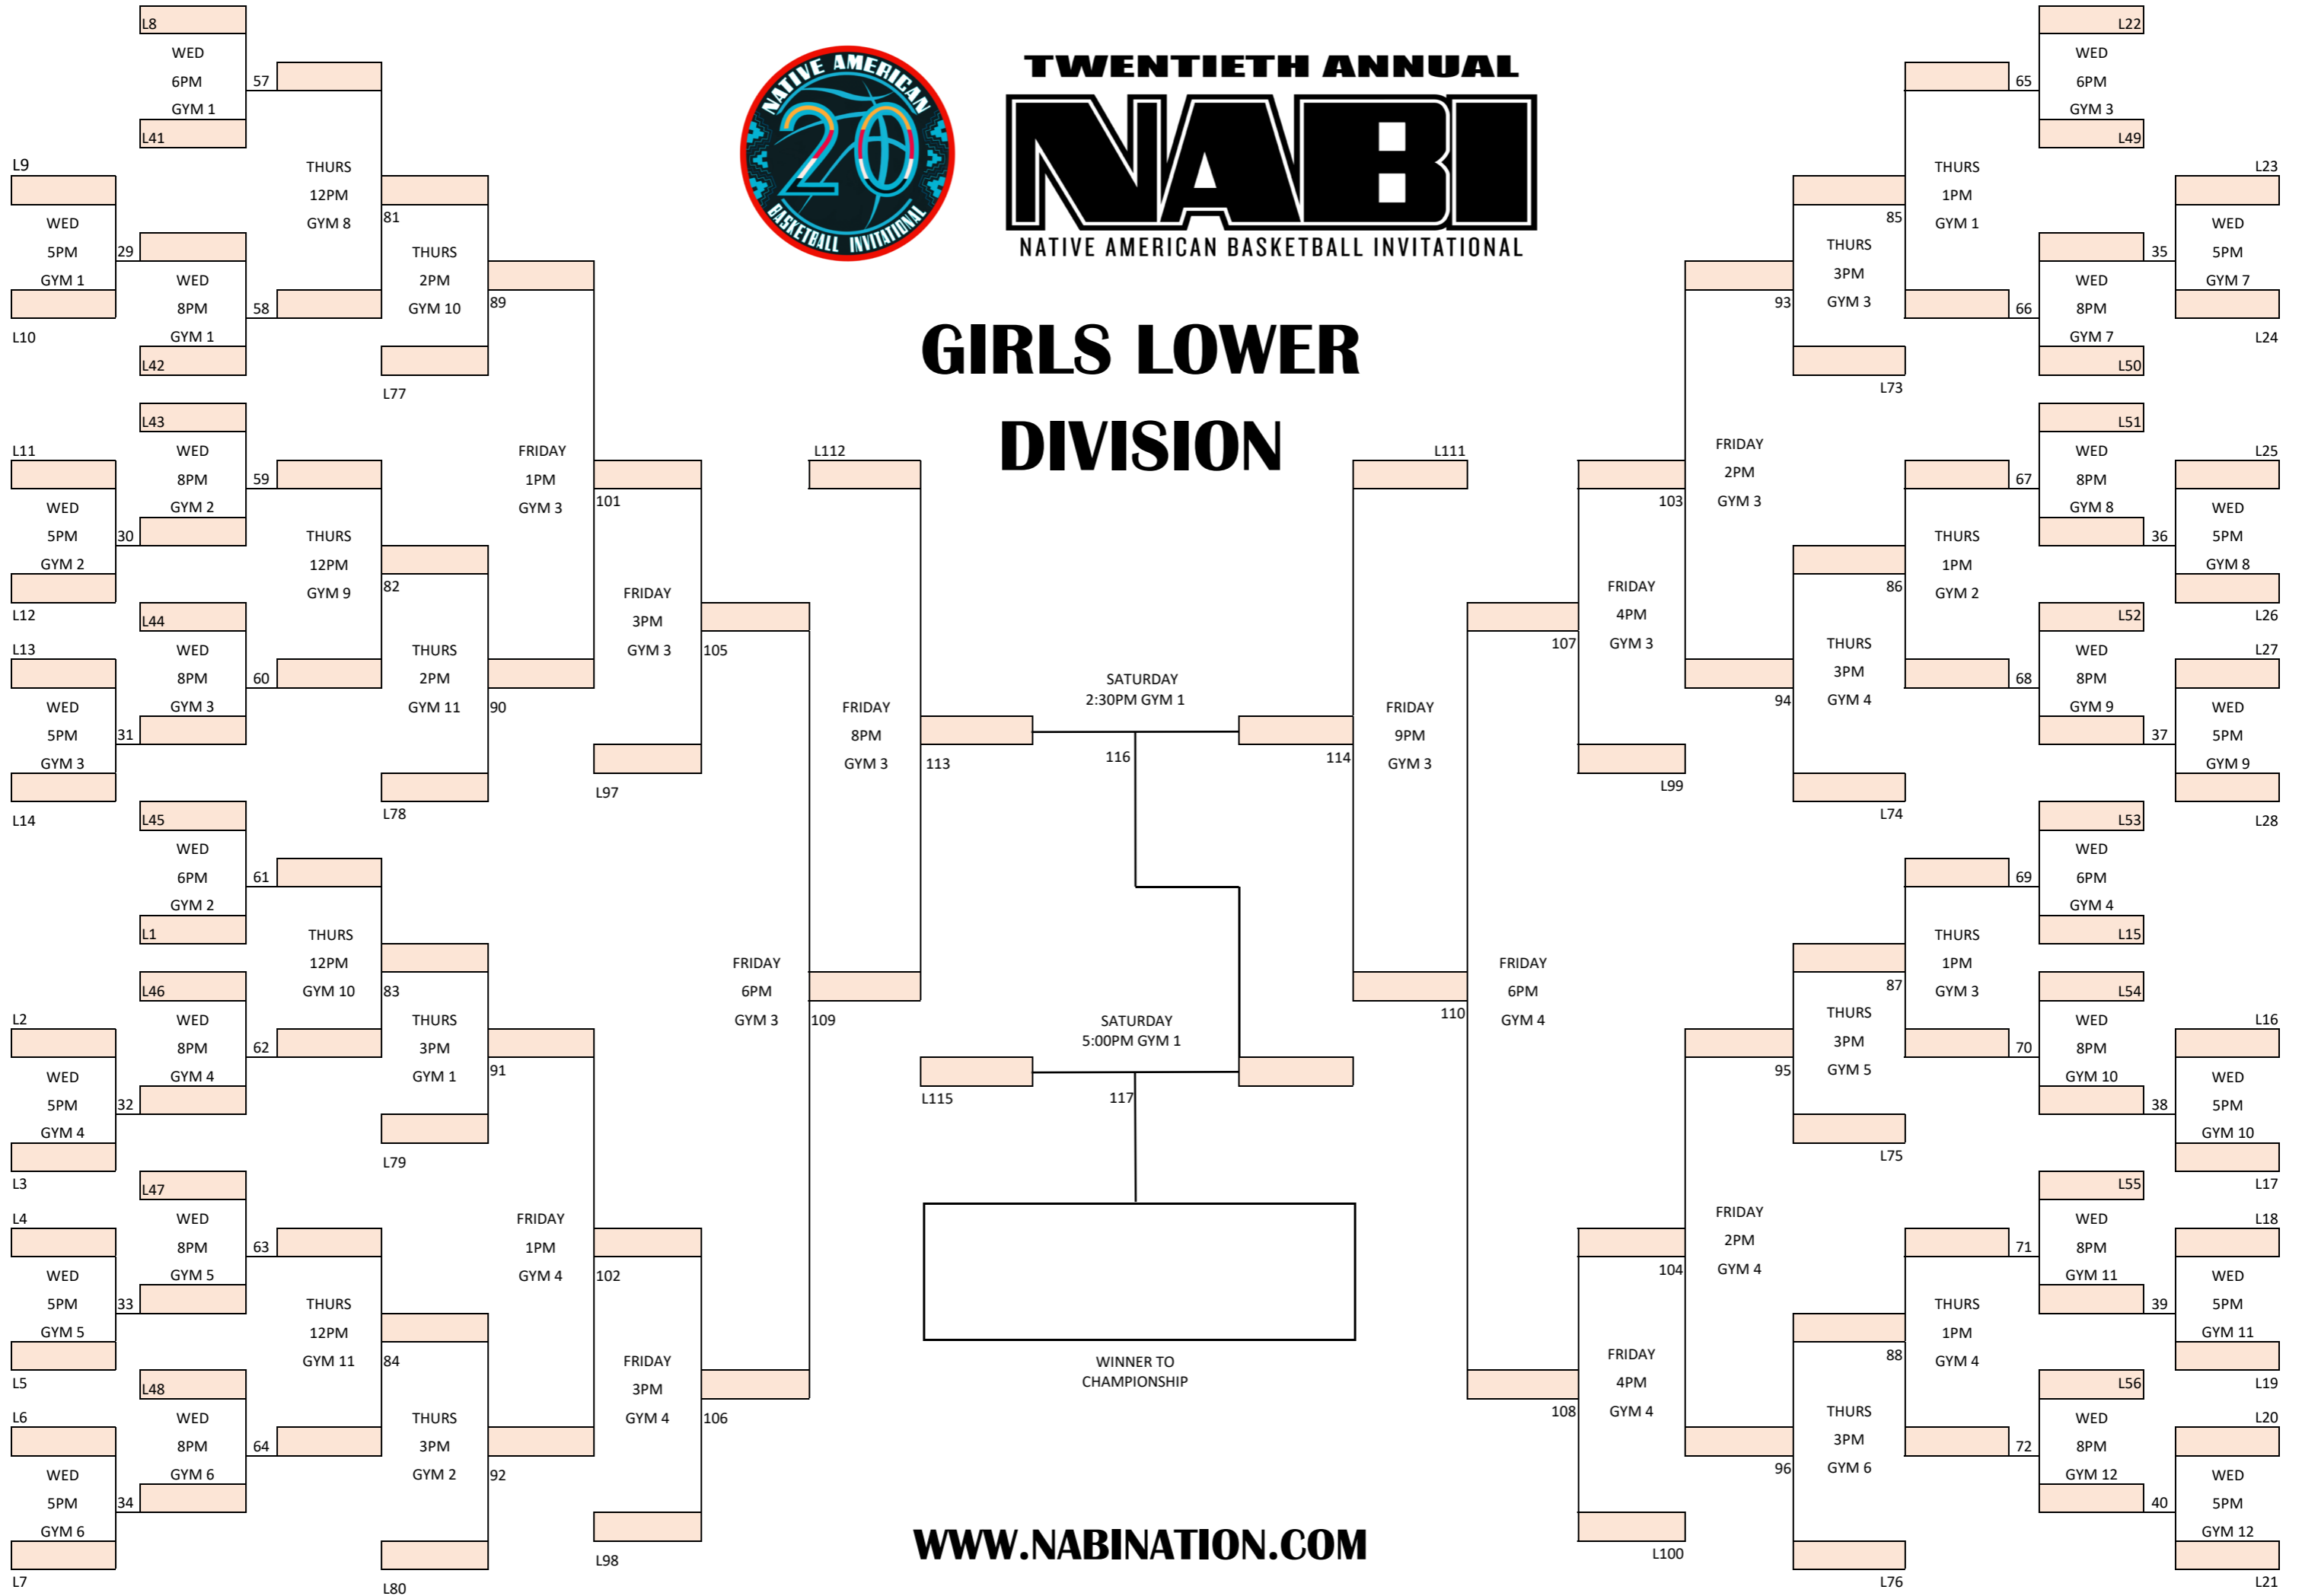 NATIVE AMERICAN
20
BASKETBALL INVITATIONAL
TWENTIETH ANNUAL
NABI
NATIVE AMERICAN BASKETBALL INVITATIONAL
GIRLS LOWER
DIVISION
L8
WED
6PM
GYM 1
57
L41
L9
WED
5PM
GYM 1
29
L10
WED
8PM
GYM 1
58
L42
THURS
12PM
GYM 8
81
THURS
2PM
GYM 10
89
L77
L43
WED
8PM
GYM 2
59
L11
WED
5PM
GYM 2
30
L12
L44
WED
8PM
GYM 3
60
L13
WED
5PM
GYM 3
31
L14
THURS
12PM
GYM 9
82
THURS
2PM
GYM 11
90
L78
FRIDAY
1PM
GYM 3
101
FRIDAY
3PM
GYM 3
105
L97
L45
WED
6PM
GYM 2
61
L1
L46
WED
8PM
GYM 4
62
L2
WED
5PM
GYM 4
32
L3
THURS
12PM
GYM 10
83
THURS
3PM
GYM 1
91
L79
L47
WED
8PM
GYM 5
63
L4
WED
5PM
GYM 5
33
L5
L48
WED
8PM
GYM 6
64
L6
WED
5PM
GYM 6
34
L7
THURS
12PM
GYM 11
84
THURS
3PM
GYM 2
92
L80
FRIDAY
1PM
GYM 4
102
FRIDAY
3PM
GYM 4
106
L98
FRIDAY
6PM
GYM 3
109
L112
FRIDAY
8PM
GYM 3
113
SATURDAY
2:30PM GYM 1
116
SATURDAY
5:00PM GYM 1
L115
117
WINNER TO
CHAMPIONSHIP
WWW.NABINATION.COM
L111
FRIDAY
9PM
GYM 3
114
FRIDAY
6PM
GYM 4
110
L22
WED
6PM
GYM 3
65
L49
L23
WED
5PM
GYM 7
35
L24
WED
8PM
GYM 7
66
L50
THURS
1PM
GYM 1
85
THURS
3PM
GYM 3
93
L73
L51
WED
8PM
GYM 8
67
L25
WED
5PM
GYM 8
36
L26
L52
WED
8PM
GYM 9
68
L27
WED
5PM
GYM 9
37
L28
THURS
1PM
GYM 2
86
THURS
3PM
GYM 4
94
L74
FRIDAY
2PM
GYM 3
103
FRIDAY
4PM
GYM 3
107
L99
L53
WED
6PM
GYM 4
69
L15
L54
WED
8PM
GYM 10
70
L16
WED
5PM
GYM 10
38
L17
THURS
1PM
GYM 3
87
THURS
3PM
GYM 5
95
L75
L55
WED
8PM
GYM 11
71
L18
WED
5PM
GYM 11
39
L19
L56
WED
8PM
GYM 12
72
L20
WED
5PM
GYM 12
40
L21
THURS
1PM
GYM 4
88
THURS
3PM
GYM 6
96
L76
FRIDAY
2PM
GYM 4
104
FRIDAY
4PM
GYM 4
108
L100